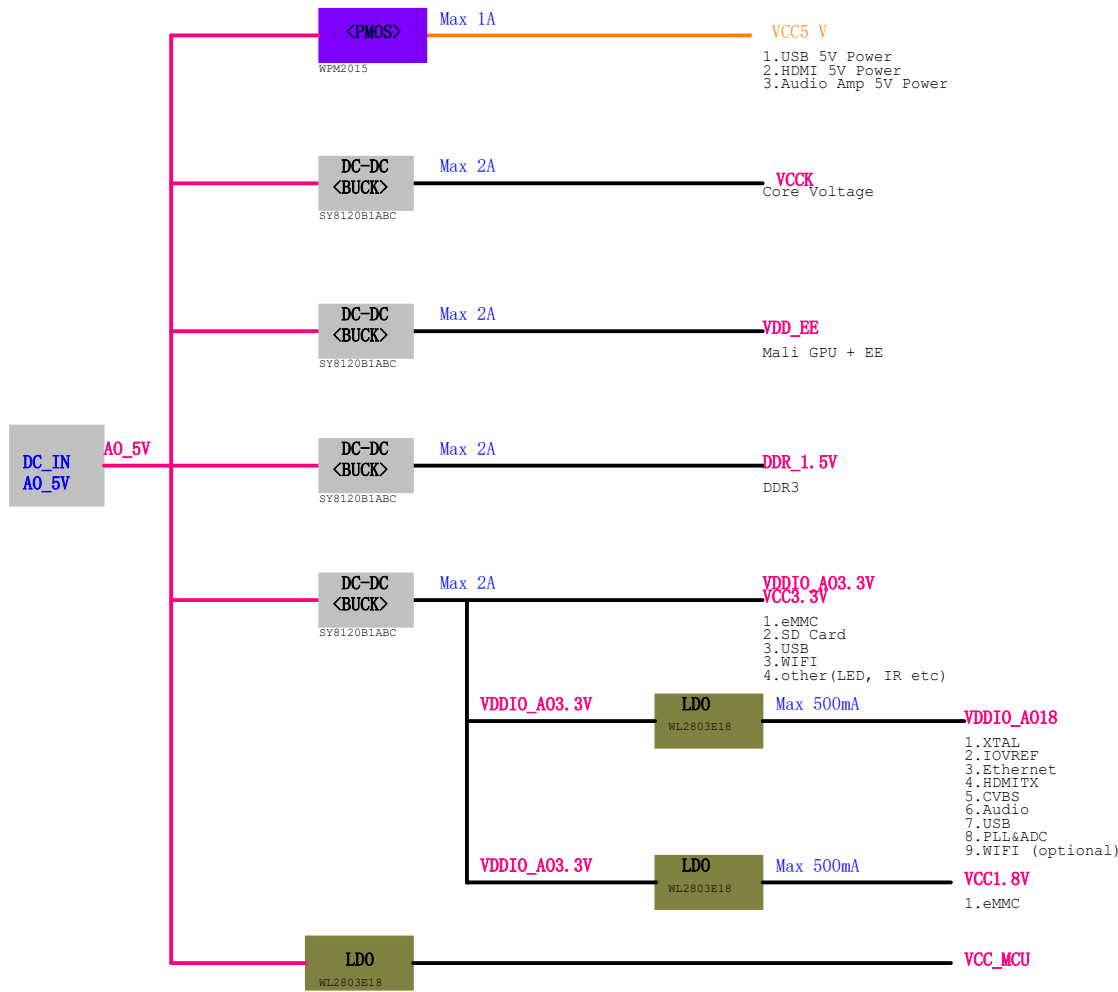 <PMOS>
Max 1A
WPM2015
VCC5 V
1.USB 5V Power
2.HDMI 5V Power
3.Audio Amp 5V Power
DC-DC
<BUCK>
Max 2A
SY8120B1ABC
VCCK
Core Voltage
DC-DC
<BUCK>
Max 2A
SY8120B1ABC
VDD_EE
Mali GPU + EE
DC_IN
AO_5V
AO_5V
DC-DC
<BUCK>
Max 2A
SY8120B1ABC
DDR_1.5V
DDR3
DC-DC
<BUCK>
Max 2A
SY8120B1ABC
VDDIO_AO3.3V
VCC3.3V
1.eMMC
2.SD Card
3.USB
3.WIFI
4.other(LED, IR etc)
VDDIO_AO3.3V
LDO
WL2803E18
Max 500mA
VDDIO_AO18
1.XTAL
2.IOVREF
3.Ethernet
4.HDMITX
5.CVBS
6.Audio
7.USB
8.PLL&ADC
9.WIFI (optional)
VDDIO_AO3.3V
LDO
WL2803E18
Max 500mA
VCC1.8V
1.eMMC
LDO
WL2803E18
VCC_MCU